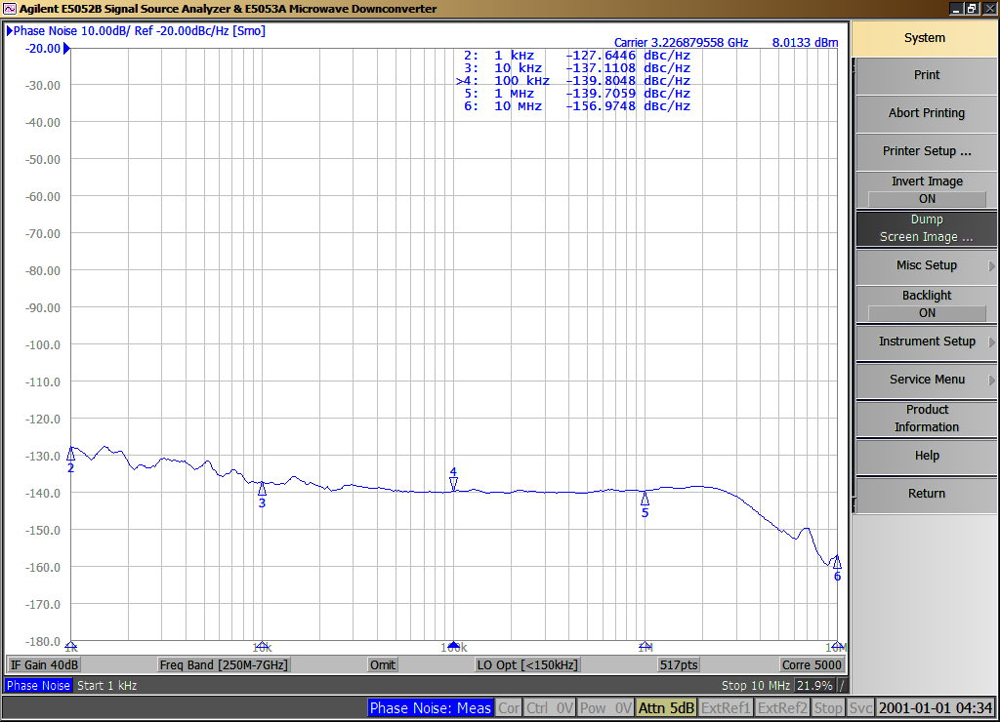 Agilent E5052B Signal Source Analyzer & E5053A Microwave Downconverter
Phase Noise 10.00dB/ Ref -20.00dBc/Hz [Smo]
Carrier 3.226879558 GHz 8.0133 dBm
2: 1 kHz -127.6446 dBc/Hz
3: 10 kHz -137.1108 dBc/Hz
>4: 100 kHz -139.8048 dBc/Hz
5: 1 MHz -139.7059 dBc/Hz
6: 10 MHz -156.9748 dBc/Hz
-20.00
-30.00
-40.00
-50.00
-60.00
-70.00
-80.00
-90.00
-100.0
-110.0
-120.0
-130.0
-140.0
-150.0
-160.0
-170.0
-180.0
2
3
4
5
6
1k 10k 100k 1M 10M
IF Gain 40dB Freq Band [250M-7GHz] Omit LO Opt [<150kHz] 517pts Corre 5000
Phase Noise Start 1 kHz Stop 10 MHz 21.9% /
Phase Noise: Meas Cor Ctrl 0V Pow 0V Attn 5dB ExtRef1 ExtRef2 Stop Svc 2001-01-01 04:34
System
Print
Abort Printing
Printer Setup ...
Invert Image
ON
Dump
Screen Image ...
Misc Setup
Backlight
ON
Instrument Setup
Service Menu
Product
Information
Help
Return